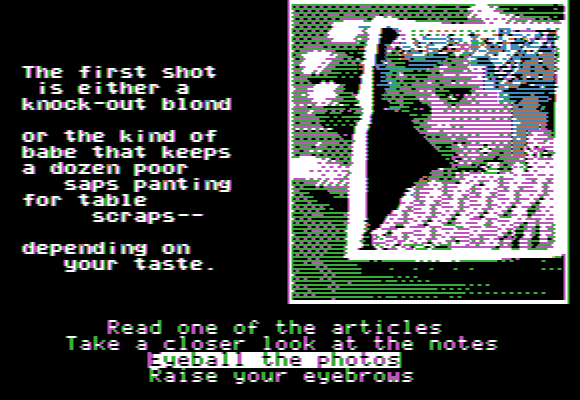 The first shot
is either a
knock-out blond
or the kind of
babe that keeps
a dozen poor
saps panting
for table
scraps--
depending on
your taste.
Read one of the articles
Take a closer look at the notes
Eyeball the photos
Raise your eyebrows